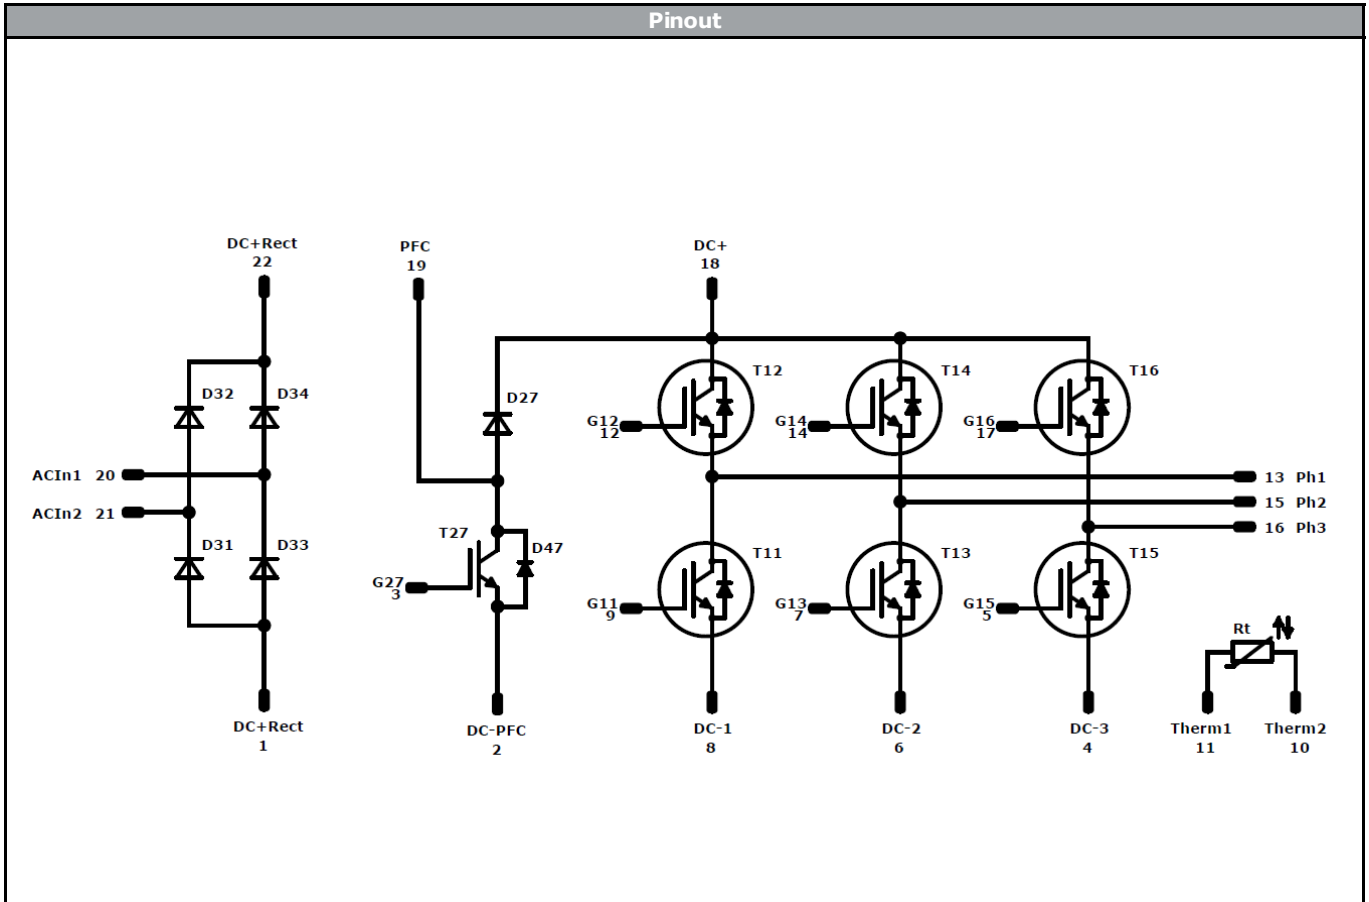 Pinout
DC+Rect
22
PFC
19
DC+
18
D32
D34
D27
T12
T14
T16
G12
12
G14
14
G16
17
ACIn1 20
ACIn2 21
13 Ph1
15 Ph2
16 Ph3
D31
D33
T27
D47
G27
3
T11
T13
T15
G11
9
G13
7
G15
5
Rt
DC+Rect
1
DC-PFC
2
DC-1
8
DC-2
6
DC-3
4
Therm1
11
Therm2
10